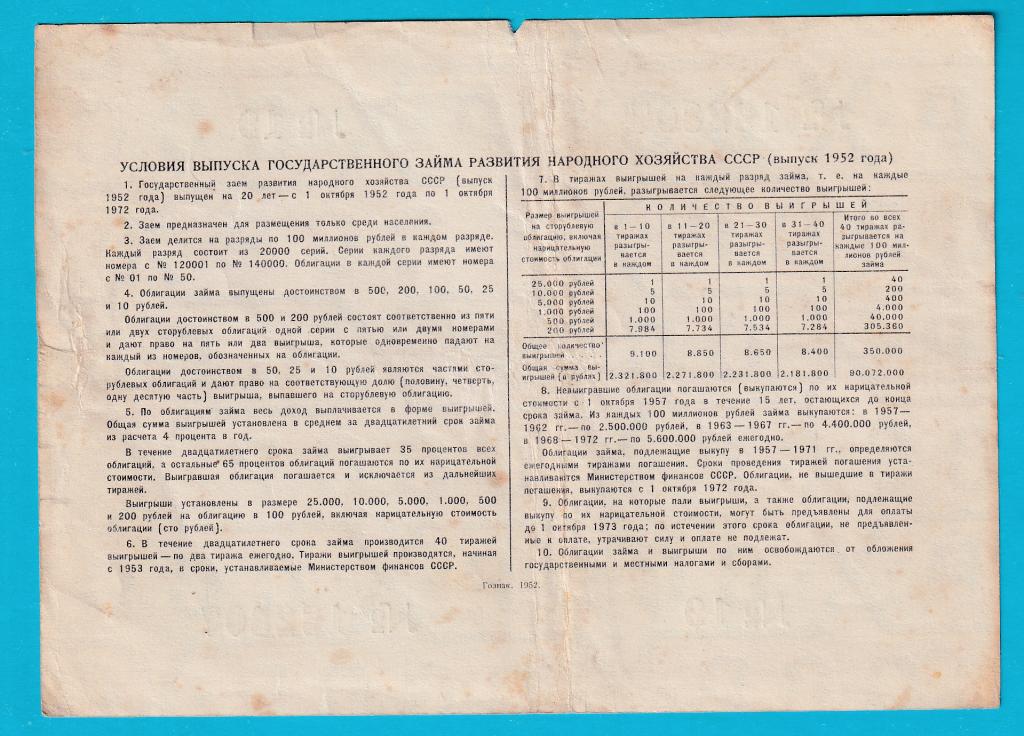 УСЛОВИЯ ВЫПУСКА ГОСУДАРСТВЕННОГО ЗАЙМА РАЗВИТИЯ НАРОДНОГО ХОЗЯЙСТВА СССР (выпуск 1952 года)
1. Государственный заем развития народного хозяйства СССР (выпуск
1952 года) выпущен на 20 лет — с 1 октября 1952 года по 1 октября
1972 года.
2. Заем предназначен для размещения только среди населения.
3. Заем делится на разряды по 100 миллионов рублей в каждом разряде.
Каждый разряд состоит из 20000 серий. Серии каждого разряда имеют
номера с № 120001 по № 140000. Облигации в каждой серии имеют номера
с № 01 по № 50.
4. Облигации займа выпущены достоинством в 500, 200, 100, 50, 25
и 10 рублей.
Облигации достоинством в 500 и 200 рублей состоят соответственно из пяти
или двух сторублевых облигаций одной серии с пятью или двумя номерами
и дают право на пять или два выигрыша, которые одновременно падают на
каждый из номеров, обозначенных на облигации.
Облигации достоинством в 50, 25 и 10 рублей являются частями сто-
рублевых облигаций и дают право на соответствующую долю (половину, четверть,
одну десятую часть) выигрыша, выпавшего на сторублевую облигацию.
5. По облигациям займа весь доход выплачивается в форме выигрышей.
Общая сумма выигрышей установлена в среднем за двадцатилетний срок займа
из расчета 4 процента в год.
В течение двадцатилетнего срока займа выигрывает 35 процентов всех
облигаций, а остальные 65 процентов облигаций погашаются по их нарицательной
стоимости. Выигравшая облигация погашается и исключается из дальнейших
тиражей.
Выигрыши установлены в размере 25.000, 10.000, 5.000, 1.000, 500
и 200 рублей на облигацию в 100 рублей, включая нарицательную стоимость
облигации (сто рублей).
6. В течение двадцатилетнего срока займа производится 40 тиражей
выигрышей — по два тиража ежегодно. Тиражи выигрышей производятся, начиная
с 1953 года, в сроки, устанавливаемые Министерством финансов СССР.
7. В тиражах выигрышей на каждый разряд займа, т. е. на каждые
100 миллионов рублей, разыгрывается следующее количество выигрышей:
Размер выигрышей на сторублевую облигацию, включая нарицательную стоимость облигации
КОЛИЧЕСТВО ВЫИГРЫШЕЙ
в 1—10 тиражах разыгры- вается в каждом
в 11—20 тиражах разыгры- вается в каждом
в 21—30 тиражах разыгры- вается в каждом
в 31—40 тиражах разыгры- вается в каждом
Итого во всех 40 тиражах ра- зыгрывается на каждые 100 мил- лионов рублей займа
25.000 рублей 1 1 1 1 40
10.000 рублей 5 5 5 5 200
5.000 рублей 10 10 10 10 400
1.000 рублей 100 100 100 100 4.000
500 рублей 1.000 1.000 1.000 1.000 40.000
200 рублей 7.984 7.734 7.534 7.284 305.360
Общее количество
выигрышей . . . . . 9.100 8.850 8.650 8.400 350.000
Общая сумма вы-
игрышей (в рублях) 2.321.800 2.271.800 2.231.800 2.181.800 90.072.000
8. Невыигравшие облигации погашаются (выкупаются) по их нарицательной
стоимости с 1 октября 1957 года в течение 15 лет, остающихся до конца
срока займа. Из каждых 100 миллионов рублей займа выкупаются: в 1957—
1962 гг.— по 2.500.000 рублей, в 1963—1967 гг.— по 4.400.000 рублей,
в 1968—1972 гг.— по 5.600.000 рублей ежегодно.
Облигации займа, подлежащие выкупу в 1957—1971 гг., определяются
ежегодными тиражами погашения. Сроки проведения тиражей погашения уста-
навливаются Министерством финансов СССР. Облигации, не вышедшие в тиражи
погашения, выкупаются с 1 октября 1972 года.
9. Облигации, на которые пали выигрыши, а также облигации, подлежащие
выкупу по их нарицательной стоимости, могут быть предъявлены для оплаты
до 1 октября 1973 года; по истечении этого срока облигации, не предъявлен-
ные к оплате, утрачивают силу и оплате не подлежат.
10. Облигации займа и выигрыши по ним освобождаются от обложения
государственными и местными налогами и сборами.
Гознак. 1952.